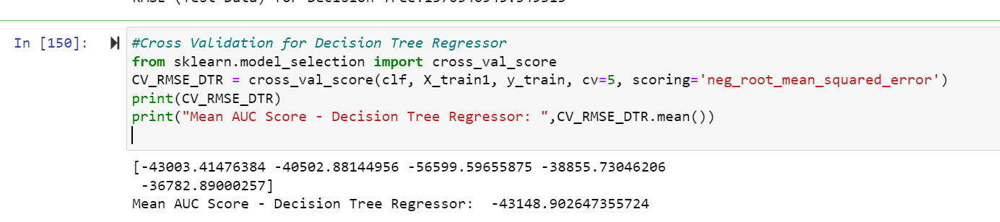 In [150]:
#Cross Validation for Decision Tree Regressor
from sklearn.model_selection import cross_val_score
CV_RMSE_DTR = cross_val_score(clf, X_train1, y_train, cv=5, scoring='neg_root_mean_squared_error')
print(CV_RMSE_DTR)
print("Mean AUC Score - Decision Tree Regressor: ",CV_RMSE_DTR.mean())
[-43003.41476384 -40502.88144956 -56599.59655875 -38855.73046206
-36782.89000257]
Mean AUC Score - Decision Tree Regressor:  -43148.902647355724